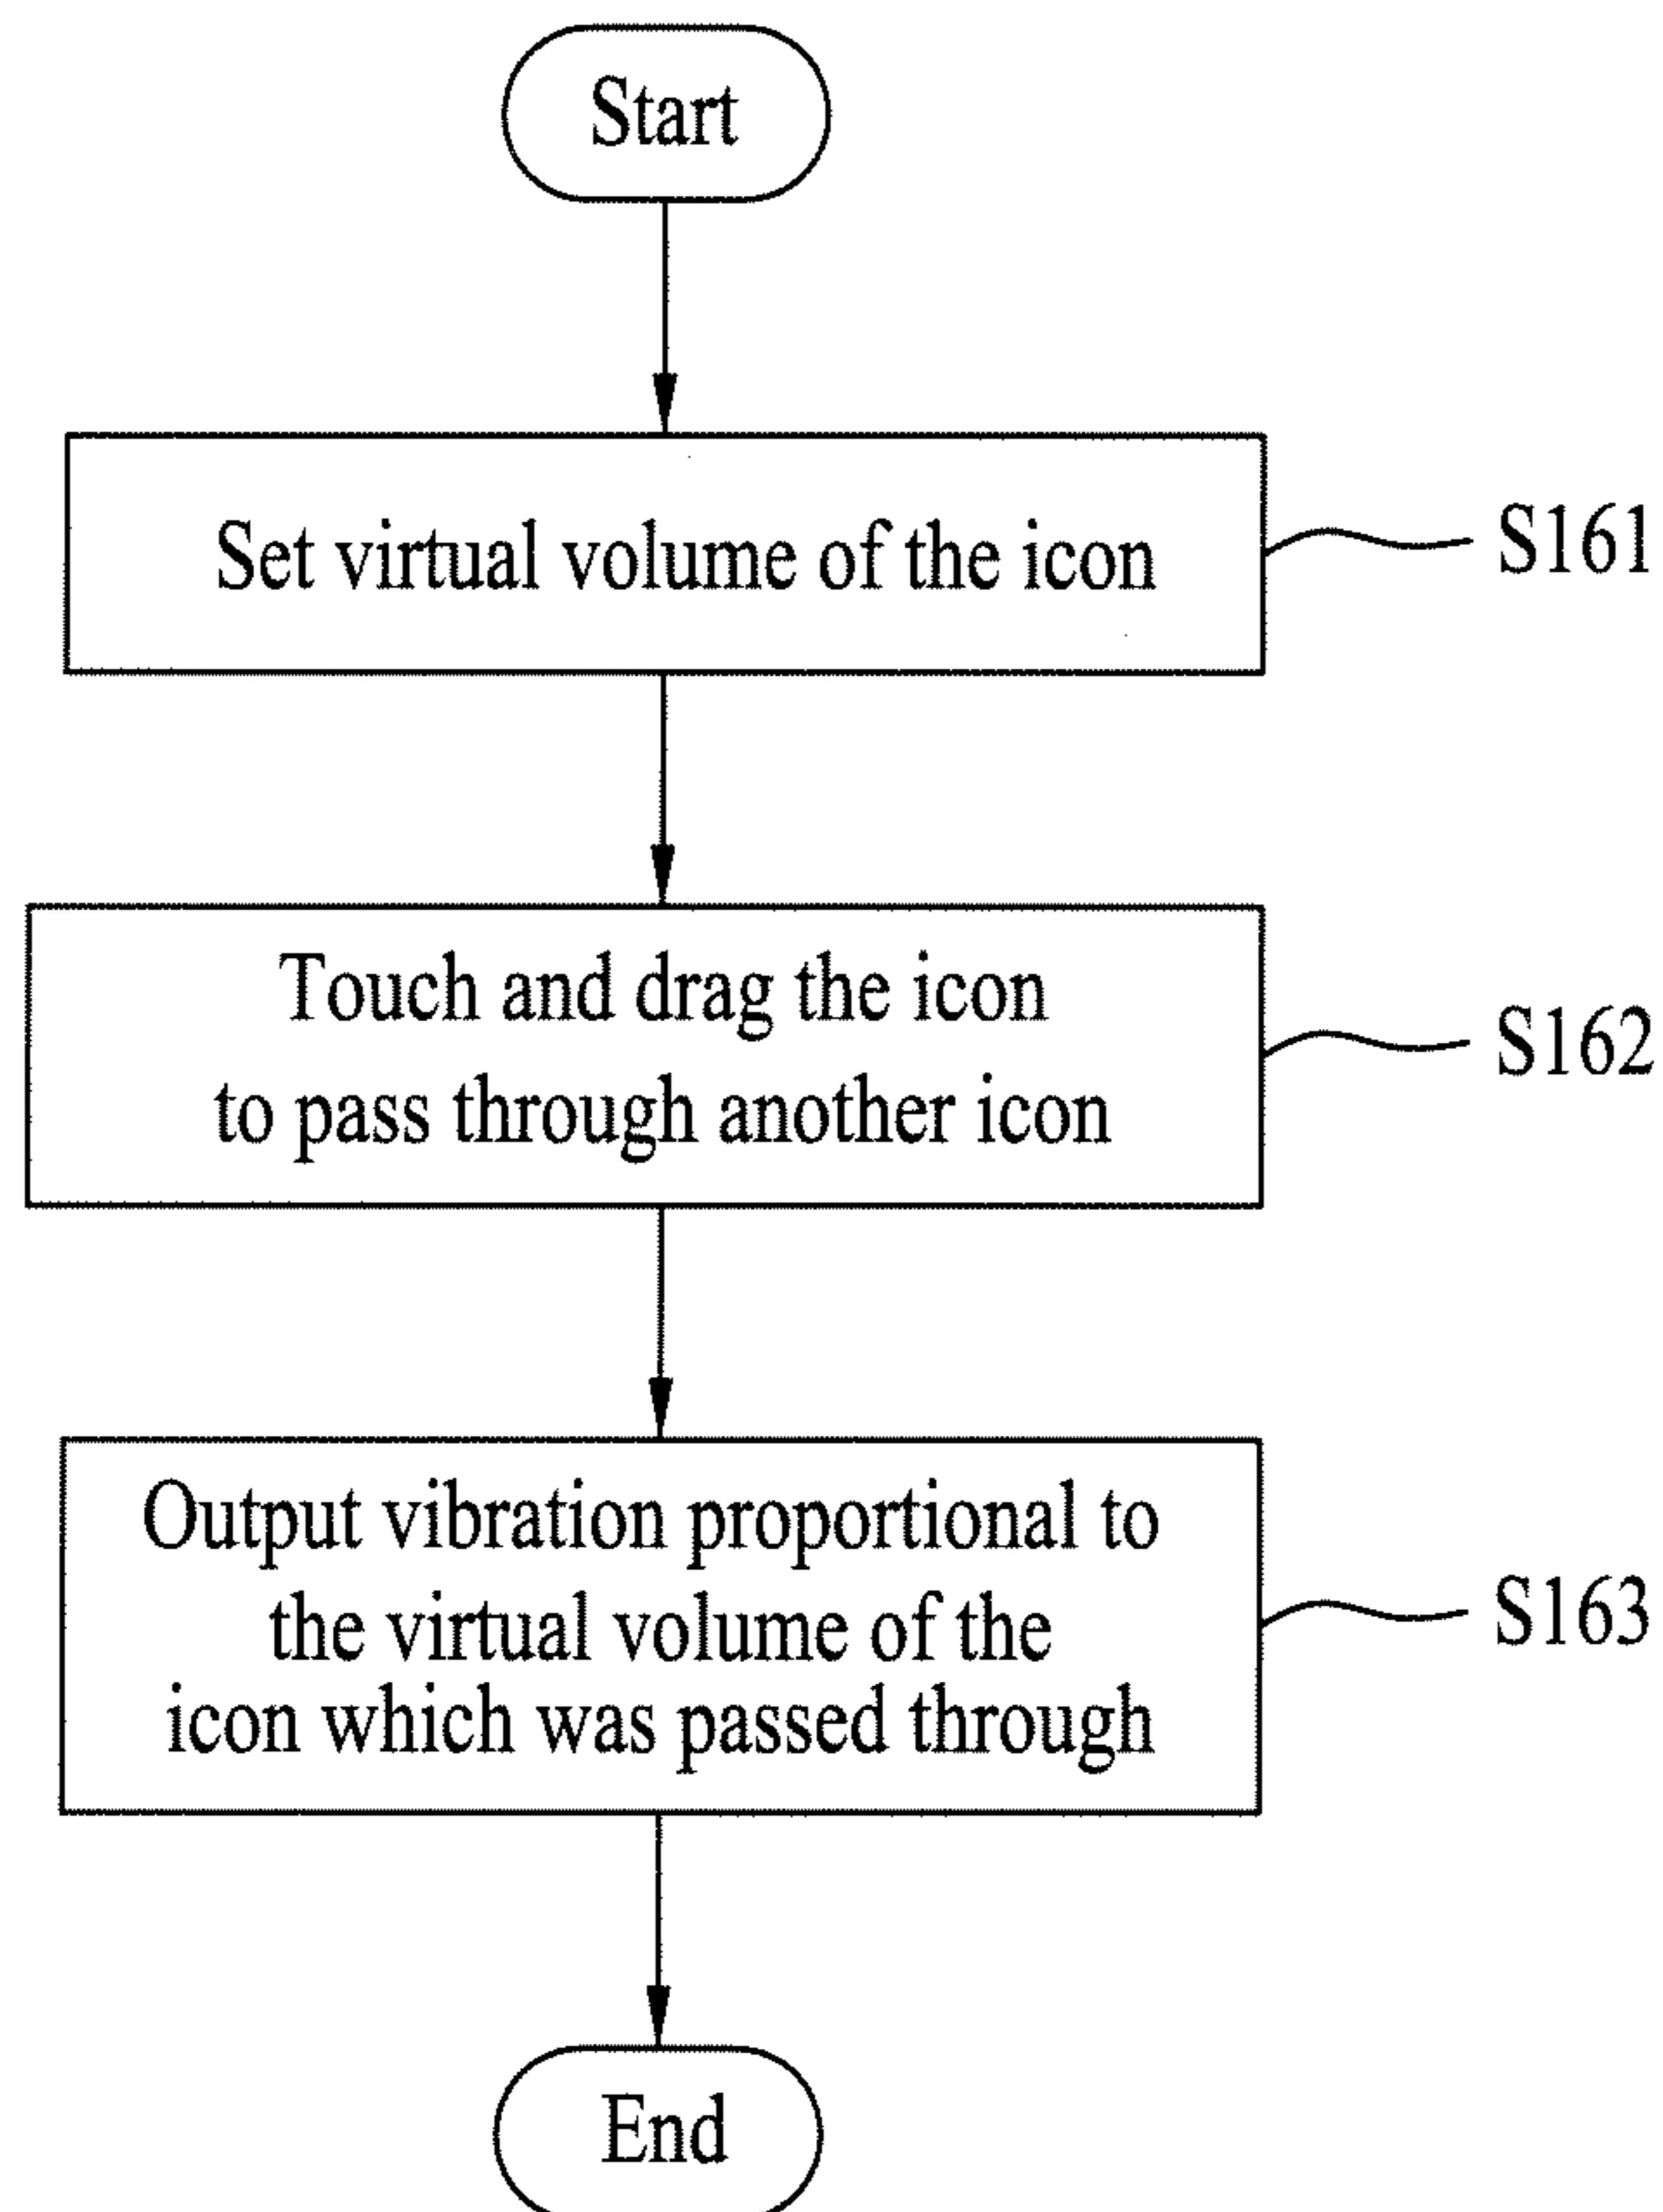 Start
Set virtual volume of the icon
S161
Touch and drag the icon
to pass through another icon
S162
Output vibration proportional to
the virtual volume of the
icon which was passed through
S163
End